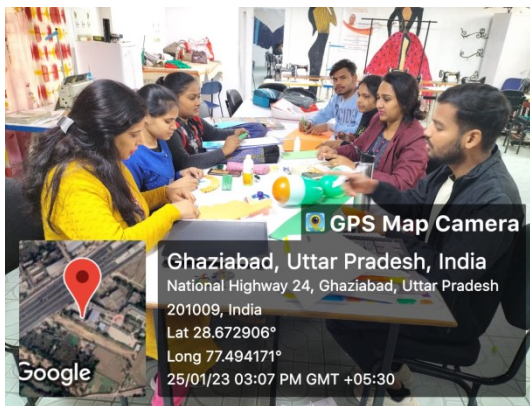 GPS Map Camera
Ghaziabad, Uttar Pradesh, India
National Highway 24, Ghaziabad, Uttar Pradesh
201009, India
Lat 28.672906°
Long 77.494171°
25/01/23 03:07 PM GMT +05:30
Google